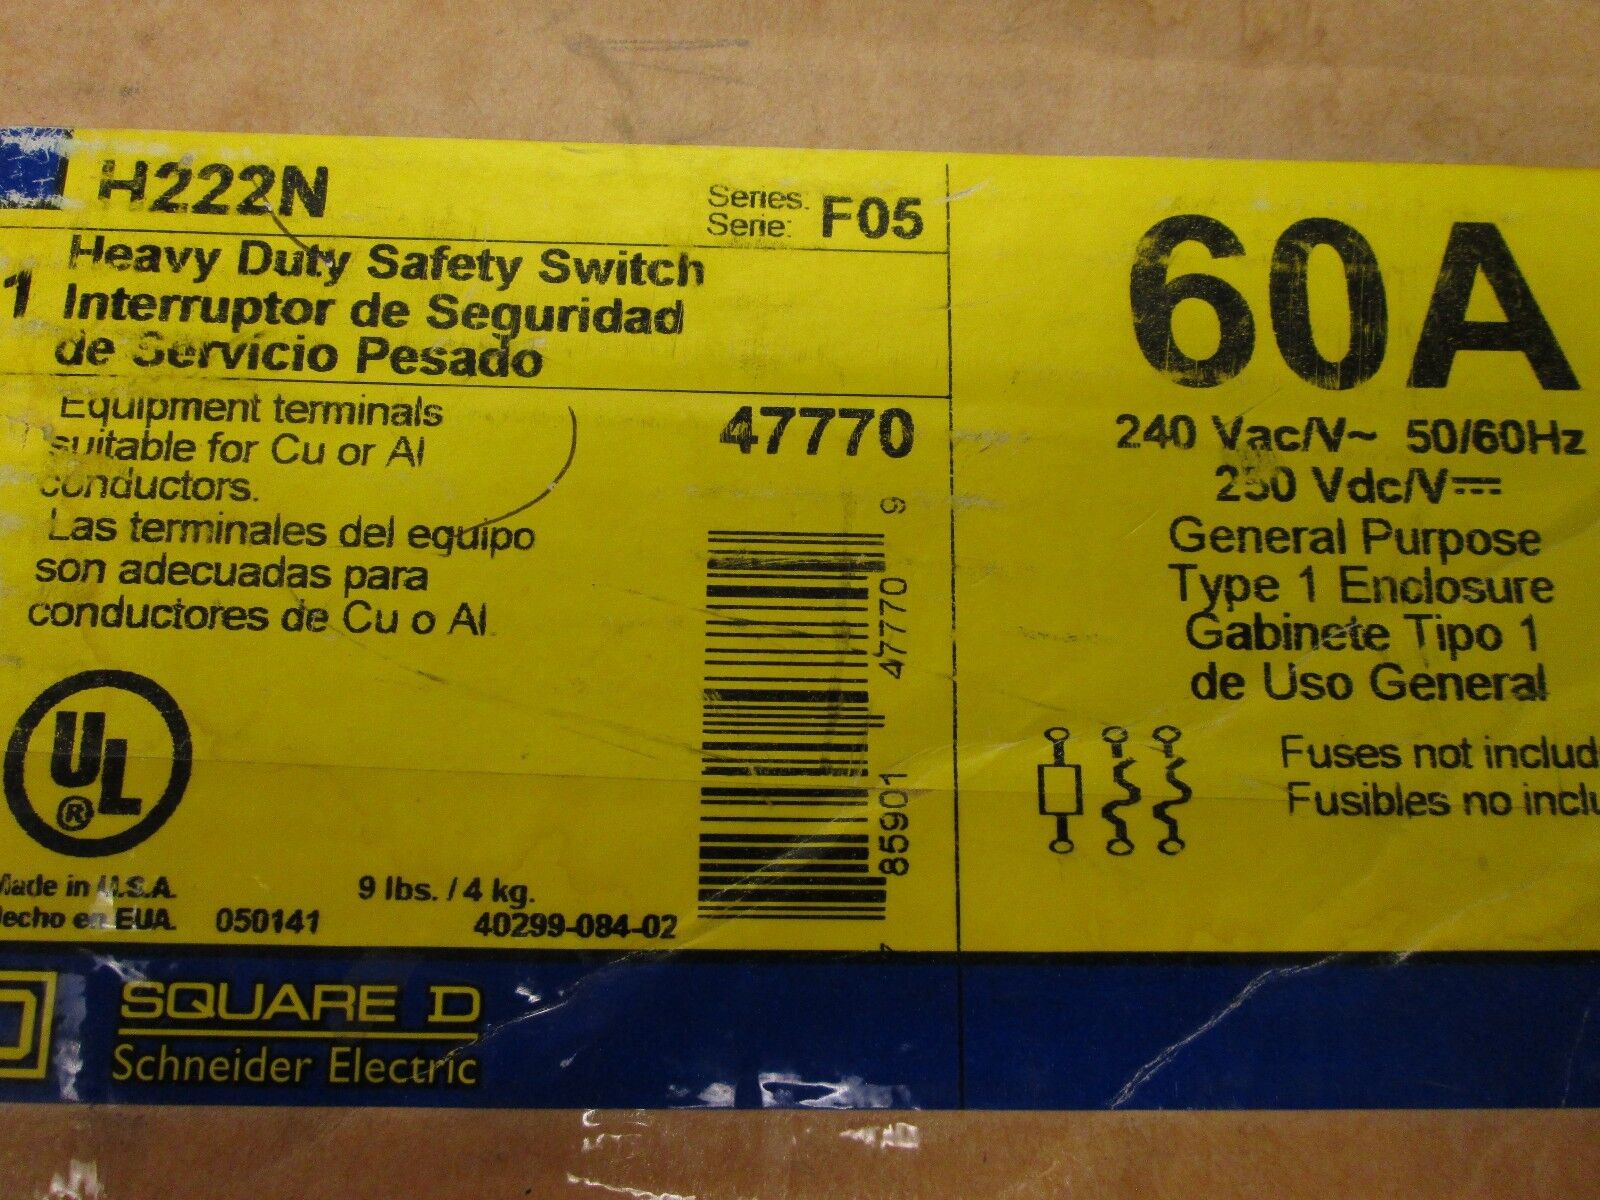 H222N
Series:
Serie: F05
1 Heavy Duty Safety Switch
Interruptor de Seguridad
de Servicio Pesado
Equipment terminals
suitable for Cu or Al
conductors.
Las terminales del equipo
son adecuadas para
conductores de Cu o Al.
47770
9
47770
85901
7
UL
®
Made in U.S.A.
Hecho en EUA. 050141
9 lbs. / 4 kg.
40299-084-02
60A
240 Vac/V~ 50/60Hz
250 Vdc/V
General Purpose
Type 1 Enclosure
Gabinete Tipo 1
de Uso General
Fuses not includ
Fusibles no inclu
SQUARE D
Schneider Electric